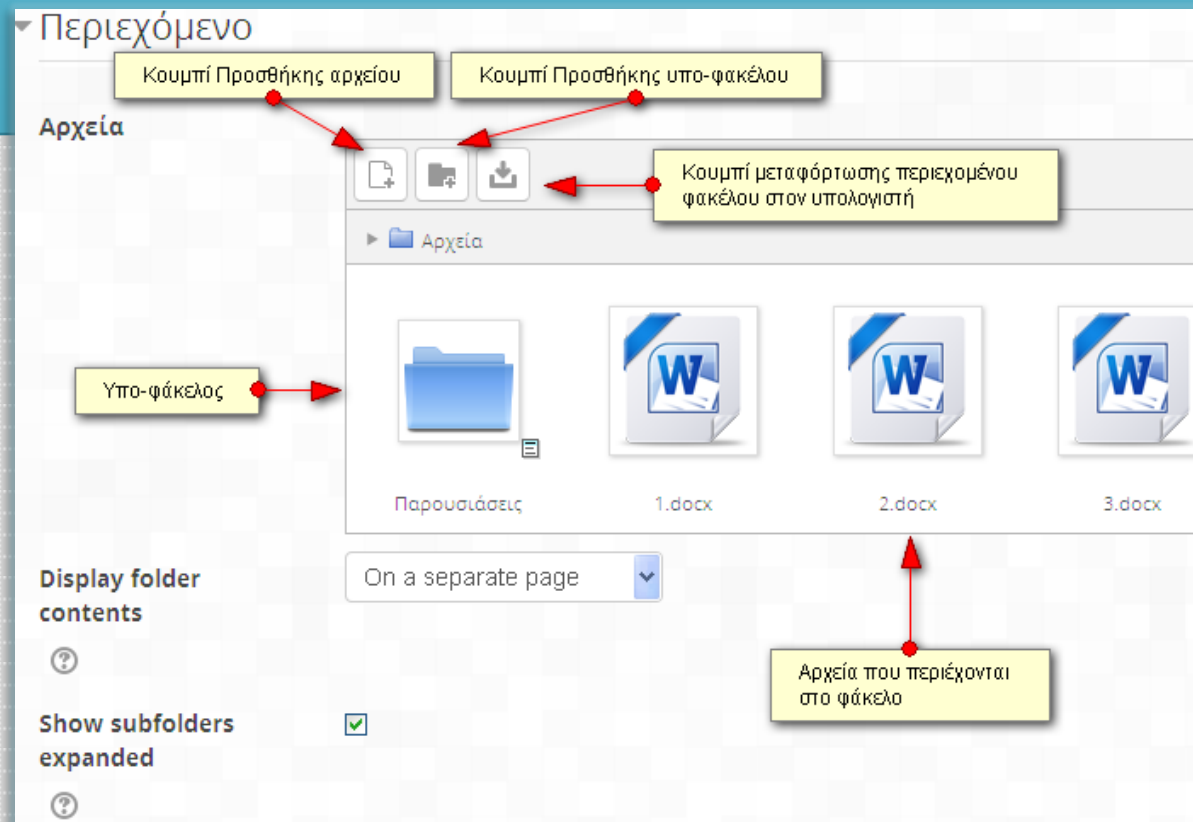 Περιεχόμενο
Κουμπί Προσθήκης αρχείου
Κουμπί Προσθήκης υπο-φακέλου
Αρχεία
Κουμπί μεταφόρτωσης περιεχομένου
φακέλου στον υπολογιστή
Αρχεία
W
W
W
Υπο-φάκελος
Παρουσιάσεις
1.docx
2.docx
3.docx
Display folder
contents
On a separate page
?
Αρχεία που περιέχονται
στο φάκελο
Show subfolders
expanded
?